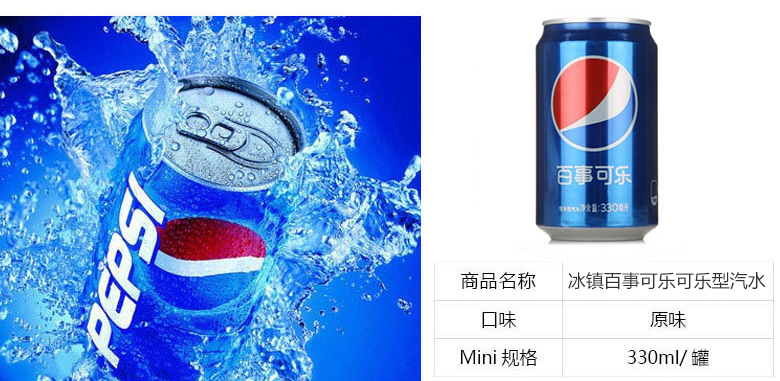 PEPSI
百事可乐
净含量:330毫升
商品名称 冰镇百事可乐可乐型汽水
口味 原味
Mini 规格 330ml/ 罐